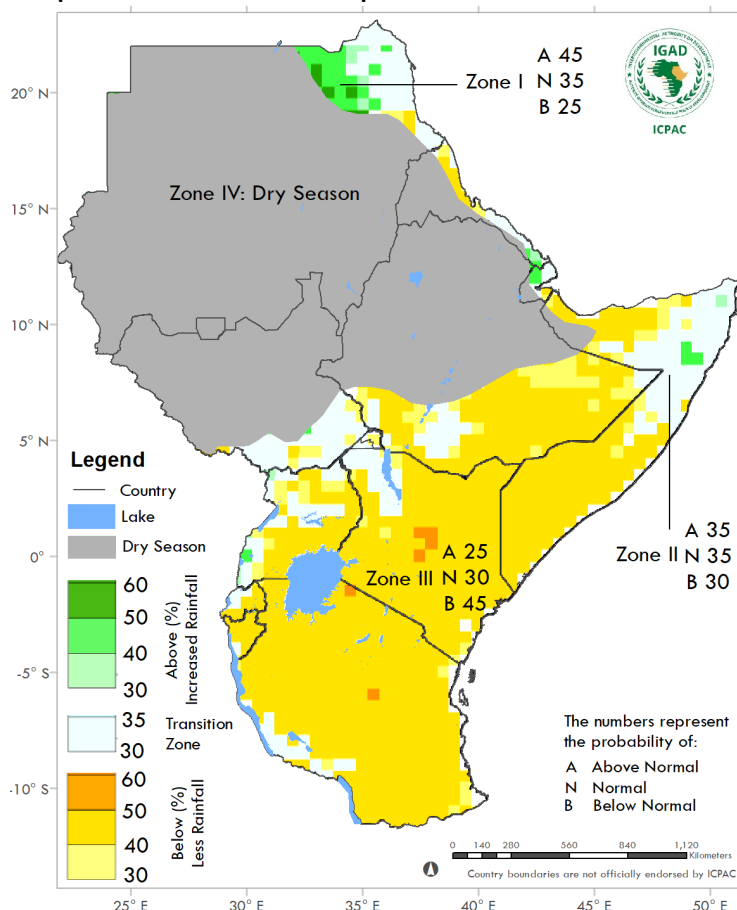 A 45
Zone I N 35
B 25
IGAD
ICPAC
20° N
Zone IV: Dry Season
15° N
10° N
5° N
Legend
Country
Lake
Dry Season
0°
A 25
Zone III N 30
B 45
A 35
Zone II N 35
B 30
60
50
40
30
Above (%)
Increased Rainfall
-5° S
35
30
Transition
Zone
60
50
40
30
Below (%)
Less Rainfall
-10° S
The numbers represent
the probability of:
A Above Normal
N Normal
B Below Normal
0 140 280 560 840 1,120
Kilometers
Country boundaries are not officially endorsed by ICPAC
25° E 30° E 35° E 40° E 45° E 50° E